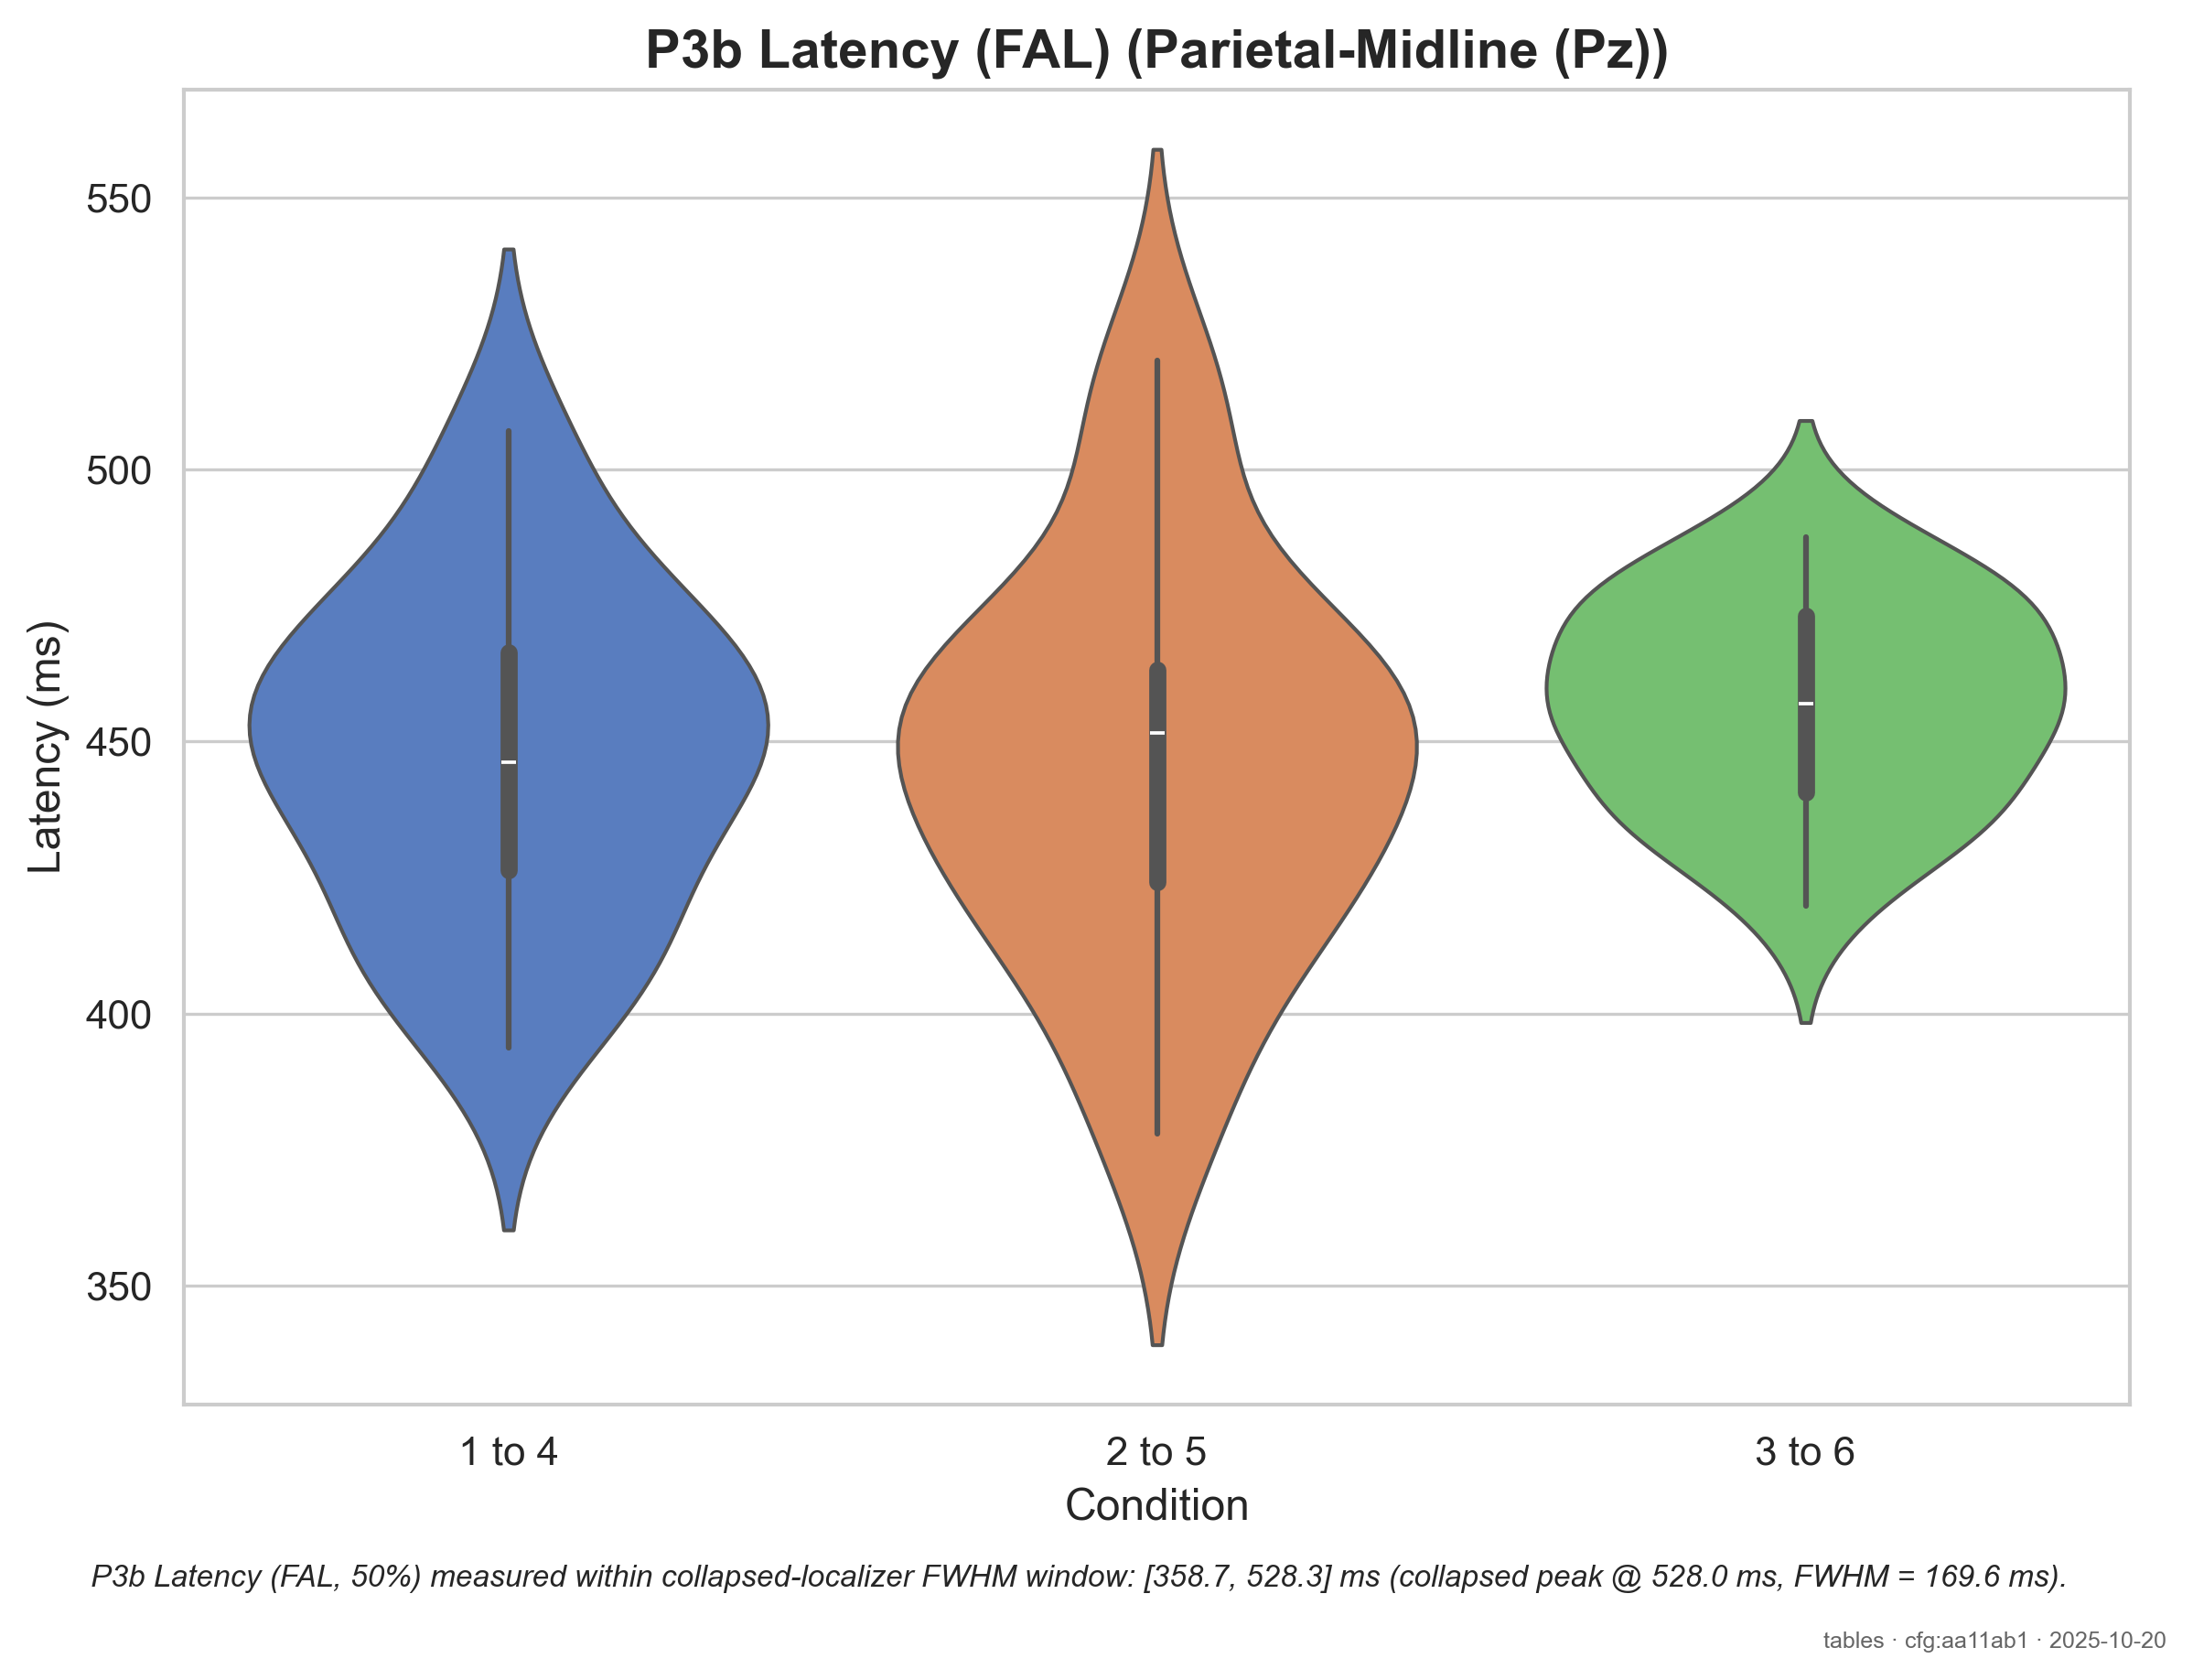 P3b Latency (FAL) (Parietal-Midline (Pz))
Latency (ms)
550
500
450
400
350
1 to 4
2 to 5
3 to 6
Condition
P3b Latency (FAL, 50%) measured within collapsed-localizer FWHM window: [358.7, 528.3] ms (collapsed peak @ 528.0 ms, FWHM = 169.6 ms).
tables · cfg:aa11ab1 · 2025-10-20